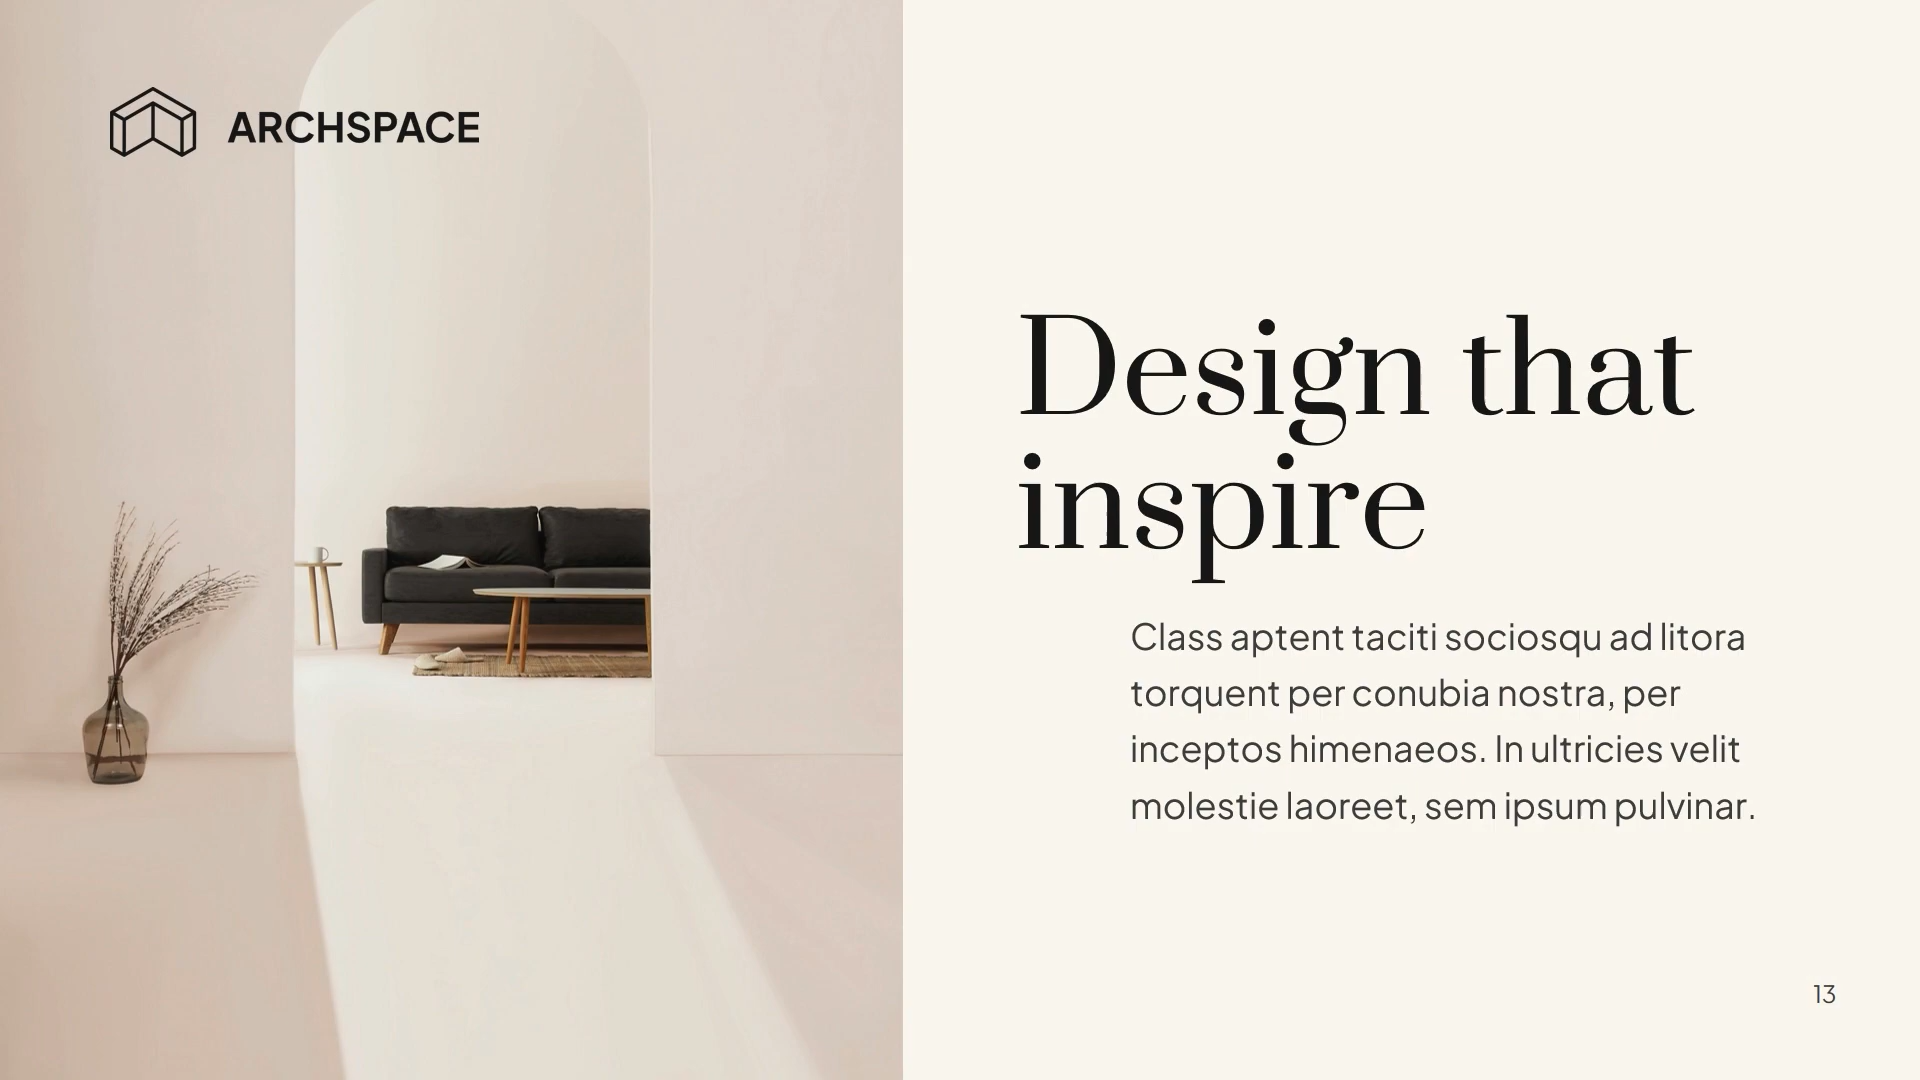 ARCHSPACE
Design that
inspire
Class aptent taciti sociosqu ad litora
torquent per conubia nostra, per
inceptos himenaeos. In ultricies velit
molestie laoreet, sem ipsum pulvinar.
13